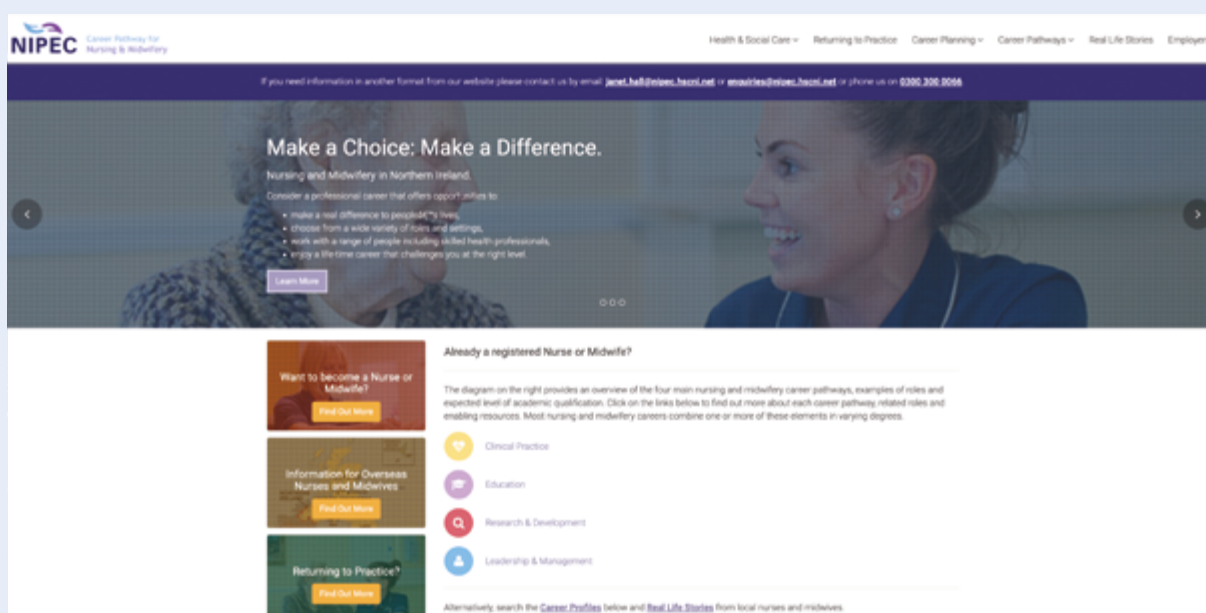 NIPEC
Career Pathway for
Nursing & Midwifery
Health & Social Care
Returning to Practice
Career Planning
Career Pathways
Real Life Stories
Employer
If you need information in another format from our website please contact us by email janet.hall@nipec.hscni.net or enquiries@nipec.hscni.net or phone us on 0300 300 0066
Make a Choice: Make a Difference.
Nursing and Midwifery in Northern Ireland.
Consider a professional career that offers opportunities to:
make a real difference to peopleâ€™s lives,
choose from a wide variety of roles and settings,
work with a range of people including skilled health professionals,
enjoy a life-time career that challenges you at the right level.
Learn More
Want to become a Nurse or
Midwife?
Find Out More
Information for Overseas
Nurses and Midwives
Find Out More
Returning to Practice?
Find Out More
Already a registered Nurse or Midwife?
The diagram on the right provides an overview of the four main nursing and midwifery career pathways, examples of roles and
expected level of academic qualification. Click on the links below to find out more about each career pathway, related roles and
enabling resources. Most nursing and midwifery careers combine one or more of these elements in varying degrees.
Clinical Practice
Education
Research & Development
Leadership & Management
Alternatively, search the Career Profiles below and Real Life Stories from local nurses and midwives.